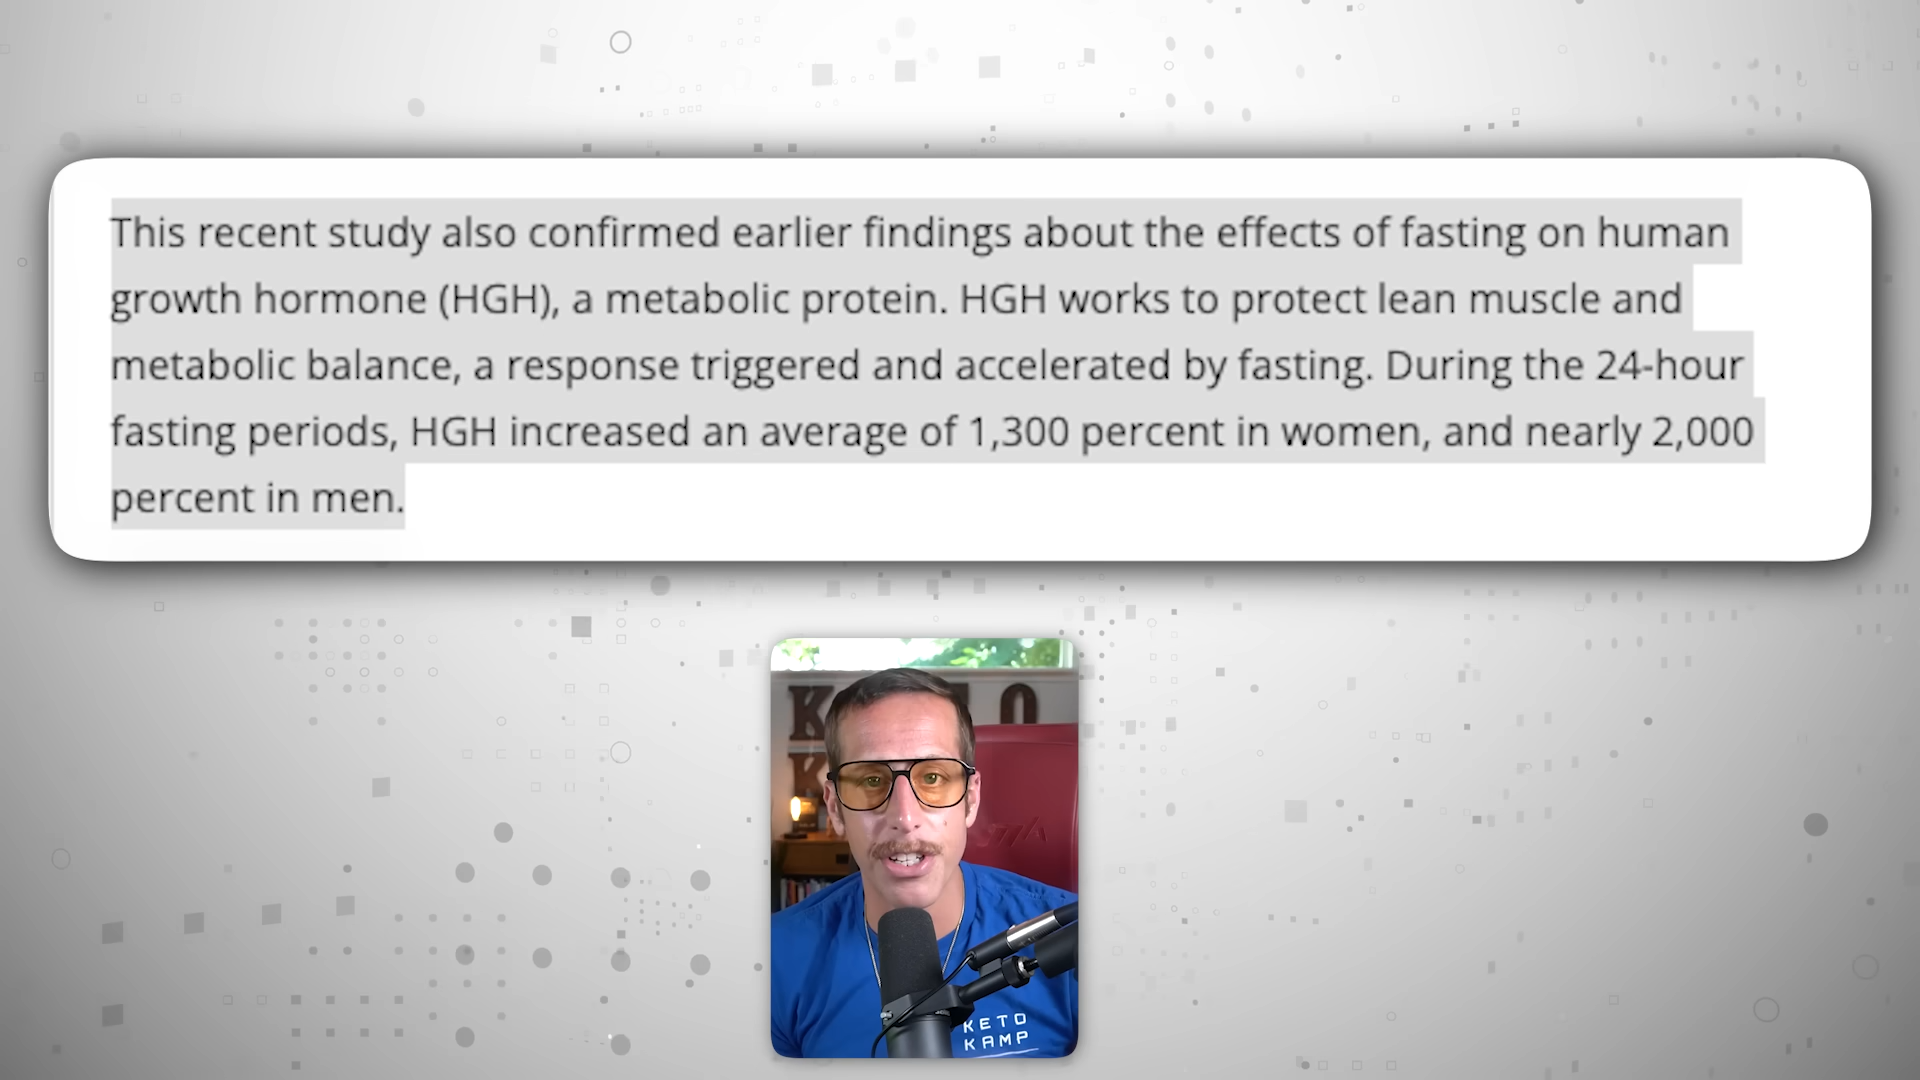 This recent study also confirmed earlier findings about the effects of fasting on human
growth hormone (HGH), a metabolic protein. HGH works to protect lean muscle and
metabolic balance, a response triggered and accelerated by fasting. During the 24-hour
fasting periods, HGH increased an average of 1,300 percent in women, and nearly 2,000
percent in men.
KETO
KAMP